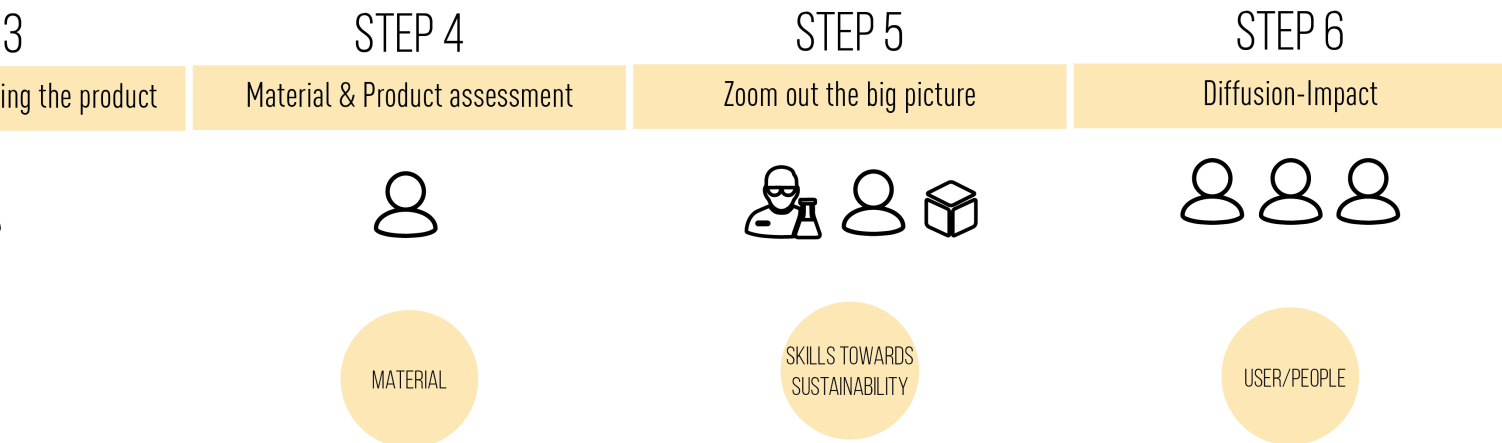 3
STEP 4
STEP 5
STEP 6
ing the product
Material & Product assessment
Zoom out the big picture
Diffusion-Impact
MATERIAL
SKILLS TOWARDS
SUSTAINABILITY
USER/PEOPLE